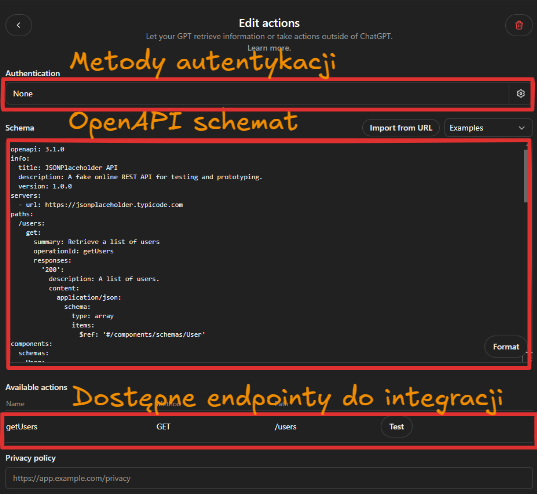 Edit actions
Let your GPT retrieve information or take actions outside of ChatGPT.
Learn more.
Metody autentykacji
Authentication
None
OpenAPI schemat
Schema
Import from URL
Examples
openapi: 3.1.0
info:
  title: JSONPlaceholder API
  description: A fake online REST API for testing and prototyping.
  version: 1.0.0
servers:
  - url: https://jsonplaceholder.typicode.com
paths:
  /users:
    get:
      summary: Retrieve a list of users
      operationId: getUsers
      responses:
        '200':
          description: A list of users.
          content:
            application/json:
              schema:
                type: array
                items:
                  $ref: '#/components/schemas/User'
components:
  schemas:
    User:
Format
Available actions
Dostępne endpointy do integracji
Name
getUsers GET /users Test
Privacy policy
https://app.example.com/privacy